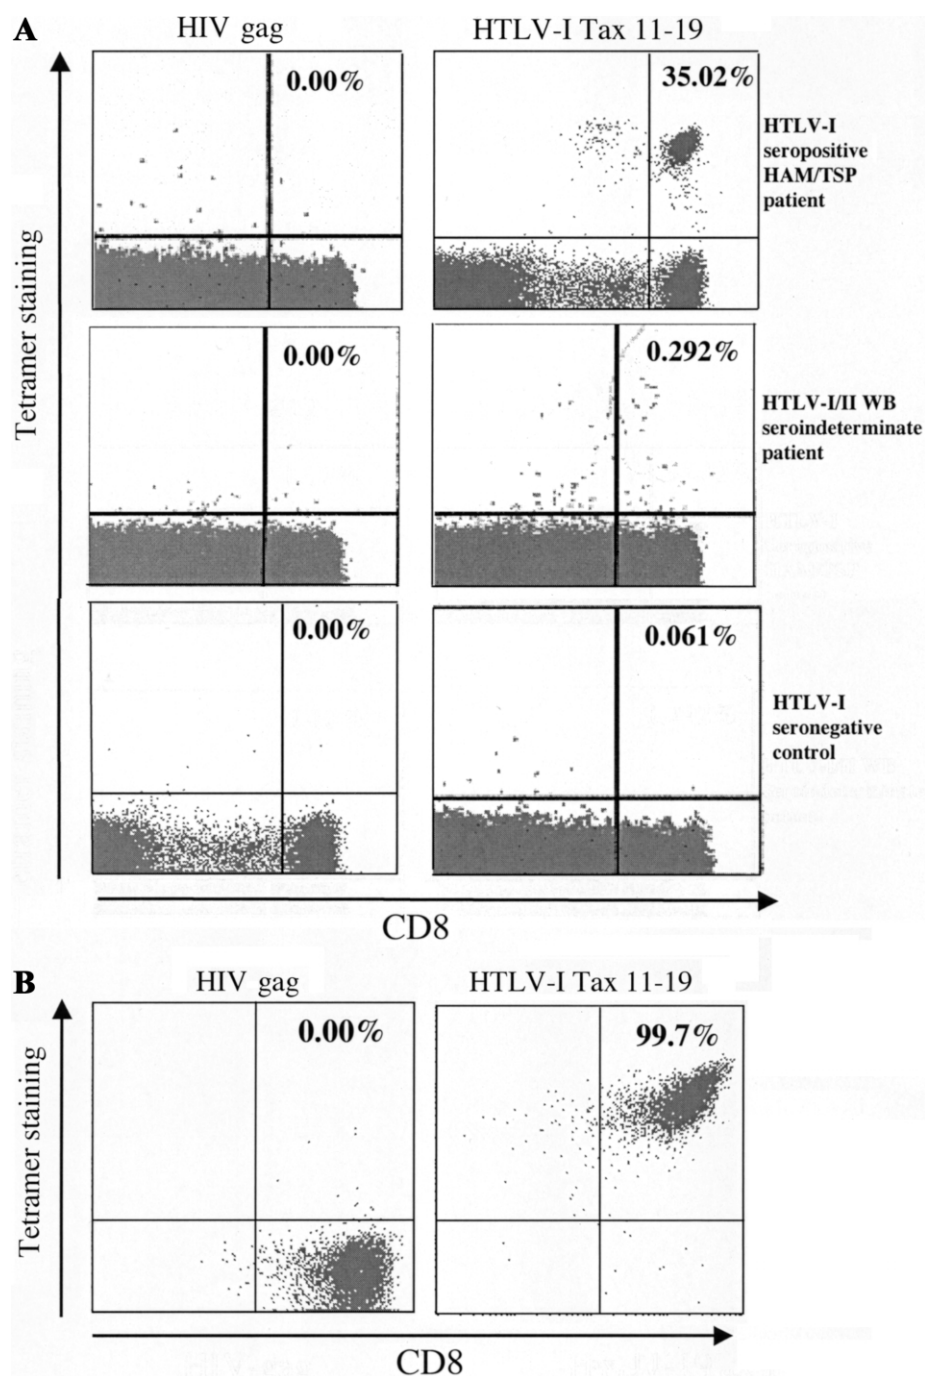 A
HIV gag
HTLV-I Tax 11-19
0.00%
35.02%
HTLV-I
seropositive
HAM/TSP
patient
0.00%
0.292%
HTLV-I/II WB
seroindeterminate
patient
0.00%
0.061%
HTLV-I
seronegative
control
Tetramer staining
CD8
B
HIV gag
HTLV-I Tax 11-19
0.00%
99.7%
Tetramer staining
CD8